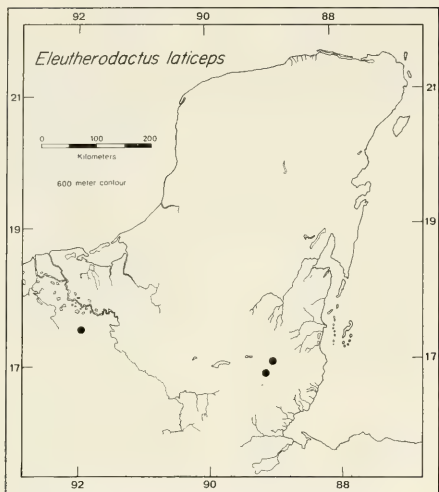 92 90 88
Eleutherodactus laticeps
21 21
0 100 200
Kilometers
600 meter contour
19 19
17 17
92 90 88